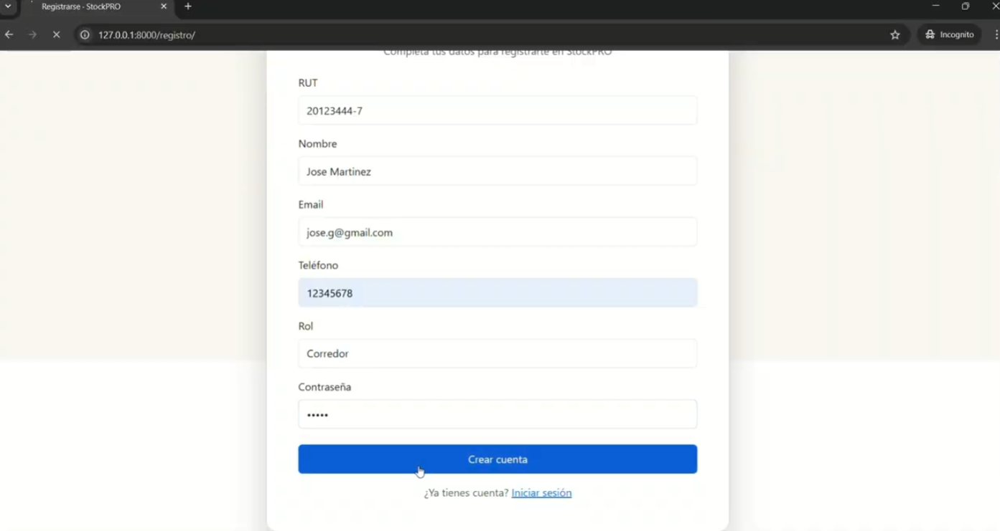 Registrarse - StockPRO
127.0.0.1:8000/registro/
Incognito
Completa tus datos para registrarte en StockPRO
RUT
20123444-7
Nombre
Jose Martinez
Email
jose.g@gmail.com
Teléfono
12345678
Rol
Corredor
Contraseña
•••••
Crear cuenta
¿Ya tienes cuenta? Iniciar sesión